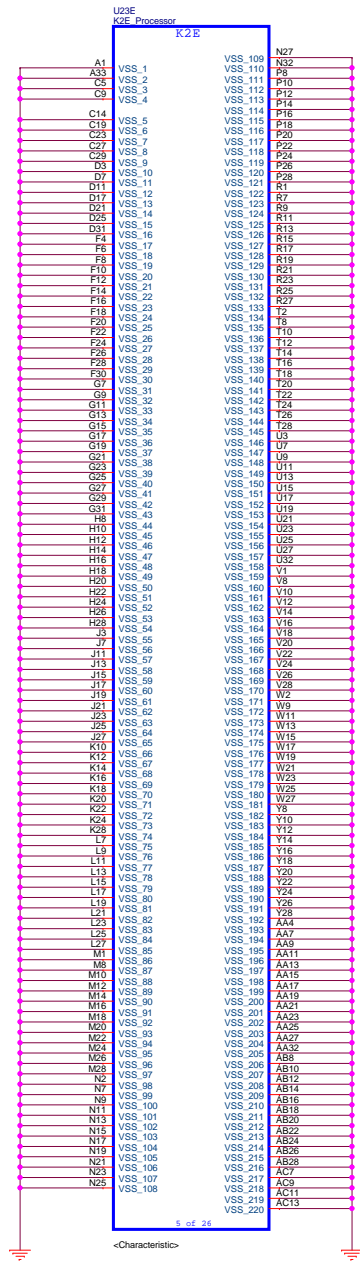 U23E
K2E_Processor
K2E
A1 VSS_1
A33 VSS_2
C5 VSS_3
C9 VSS_4
C14 VSS_5
C19 VSS_6
C23 VSS_7
C27 VSS_8
C29 VSS_9
D3 VSS_10
D7 VSS_11
D11 VSS_12
D17 VSS_13
D21 VSS_14
D25 VSS_15
D31 VSS_16
F4 VSS_17
F6 VSS_18
F8 VSS_19
F10 VSS_20
F12 VSS_21
F14 VSS_22
F16 VSS_23
F18 VSS_24
F20 VSS_25
F22 VSS_26
F24 VSS_27
F26 VSS_28
F28 VSS_29
F30 VSS_30
G7 VSS_31
G9 VSS_32
G11 VSS_33
G13 VSS_34
G15 VSS_35
G17 VSS_36
G19 VSS_37
G21 VSS_38
G23 VSS_39
G25 VSS_40
G27 VSS_41
G29 VSS_42
G31 VSS_43
H8 VSS_44
H10 VSS_45
H12 VSS_46
H14 VSS_47
H16 VSS_48
H18 VSS_49
H20 VSS_50
H22 VSS_51
H24 VSS_52
H26 VSS_53
H28 VSS_54
J3 VSS_55
J7 VSS_56
J11 VSS_57
J13 VSS_58
J15 VSS_59
J17 VSS_60
J19 VSS_61
J21 VSS_62
J23 VSS_63
J25 VSS_64
J27 VSS_65
K10 VSS_66
K12 VSS_67
K14 VSS_68
K16 VSS_69
K18 VSS_70
K20 VSS_71
K22 VSS_72
K24 VSS_73
K28 VSS_74
L7 VSS_75
L9 VSS_76
L11 VSS_77
L13 VSS_78
L15 VSS_79
L17 VSS_80
L19 VSS_81
L21 VSS_82
L23 VSS_83
L25 VSS_84
L27 VSS_85
M1 VSS_86
M8 VSS_87
M10 VSS_88
M12 VSS_89
M14 VSS_90
M16 VSS_91
M18 VSS_92
M20 VSS_93
M22 VSS_94
M24 VSS_95
M26 VSS_96
M28 VSS_97
N2 VSS_98
N7 VSS_99
N9 VSS_100
N11 VSS_101
N13 VSS_102
N15 VSS_103
N17 VSS_104
N19 VSS_105
N21 VSS_106
N23 VSS_107
N25 VSS_108
VSS_109 N27
VSS_110 N32
VSS_111 P8
VSS_112 P10
VSS_113 P12
VSS_114 P14
VSS_115 P16
VSS_116 P18
VSS_117 P20
VSS_118 P22
VSS_119 P24
VSS_120 P26
VSS_121 P28
VSS_122 R1
VSS_123 R7
VSS_124 R9
VSS_125 R11
VSS_126 R13
VSS_127 R15
VSS_128 R17
VSS_129 R19
VSS_130 R21
VSS_131 R23
VSS_132 R25
VSS_133 R27
VSS_134 T2
VSS_135 T8
VSS_136 T10
VSS_137 T12
VSS_138 T14
VSS_139 T16
VSS_140 T18
VSS_141 T20
VSS_142 T22
VSS_143 T24
VSS_144 T26
VSS_145 T28
VSS_146 U3
VSS_147 U7
VSS_148 U9
VSS_149 U11
VSS_150 U13
VSS_151 U15
VSS_152 U17
VSS_153 U19
VSS_154 U21
VSS_155 U23
VSS_156 U25
VSS_157 U27
VSS_158 U32
VSS_159 V1
VSS_160 V8
VSS_161 V10
VSS_162 V12
VSS_163 V14
VSS_164 V16
VSS_165 V18
VSS_166 V20
VSS_167 V22
VSS_168 V24
VSS_169 V26
VSS_170 V28
VSS_171 W2
VSS_172 W9
VSS_173 W11
VSS_174 W13
VSS_175 W15
VSS_176 W17
VSS_177 W19
VSS_178 W21
VSS_179 W23
VSS_180 W25
VSS_181 W27
VSS_182 Y8
VSS_183 Y10
VSS_184 Y12
VSS_185 Y14
VSS_186 Y16
VSS_187 Y18
VSS_188 Y20
VSS_189 Y22
VSS_190 Y24
VSS_191 Y26
VSS_192 Y28
VSS_193 AA4
VSS_194 AA7
VSS_195 AA9
VSS_196 AA11
VSS_197 AA13
VSS_198 AA15
VSS_199 AA17
VSS_200 AA19
VSS_201 AA21
VSS_202 AA23
VSS_203 AA25
VSS_204 AA27
VSS_205 AA32
VSS_206 AB8
VSS_207 AB10
VSS_208 AB12
VSS_209 AB14
VSS_210 AB16
VSS_211 AB18
VSS_212 AB20
VSS_213 AB22
VSS_214 AB24
VSS_215 AB26
VSS_216 AB28
VSS_217 AC7
VSS_218 AC9
VSS_219 AC11
VSS_220 AC13
5 of 26
<Characteristic>